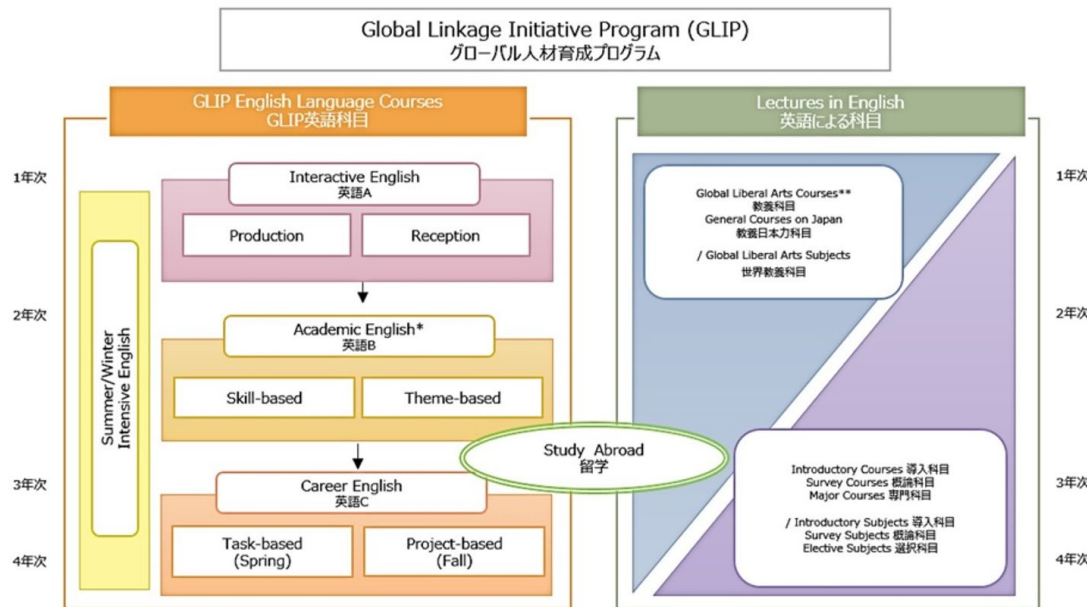 Global Linkage Initiative Program (GLIP)
グローバル人材育成プログラム
GLIP English Language Courses
GLIP英語科目
1年次
2年次
3年次
4年次
Summer/Winter
Intensive English
Interactive English
英語A
Production
Reception
Academic English*
英語B
Skill-based
Theme-based
Career English
英語C
Task-based
(Spring)
Project-based
(Fall)
Study Abroad
留学
Lectures in English
英語による科目
Global Liberal Arts Courses**
教養科目
General Courses on Japan
教養日本力科目
/ Global Liberal Arts Subjects
世界教養科目
Introductory Courses 導入科目
Survey Courses 概論科目
Major Courses 専門科目
/ Introductory Subjects 導入科目
Survey Subjects 概論科目
Elective Subjects 選択科目
1年次
2年次
3年次
4年次